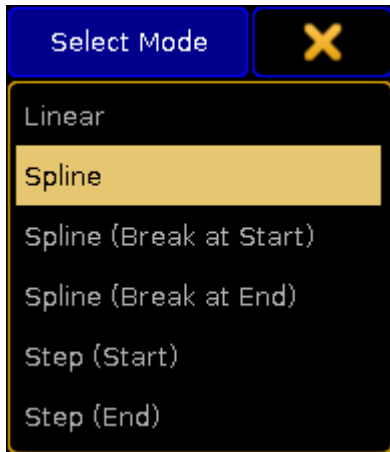 Select Mode
Linear
Spline
Spline (Break at Start)
Spline (Break at End)
Step (Start)
Step (End)